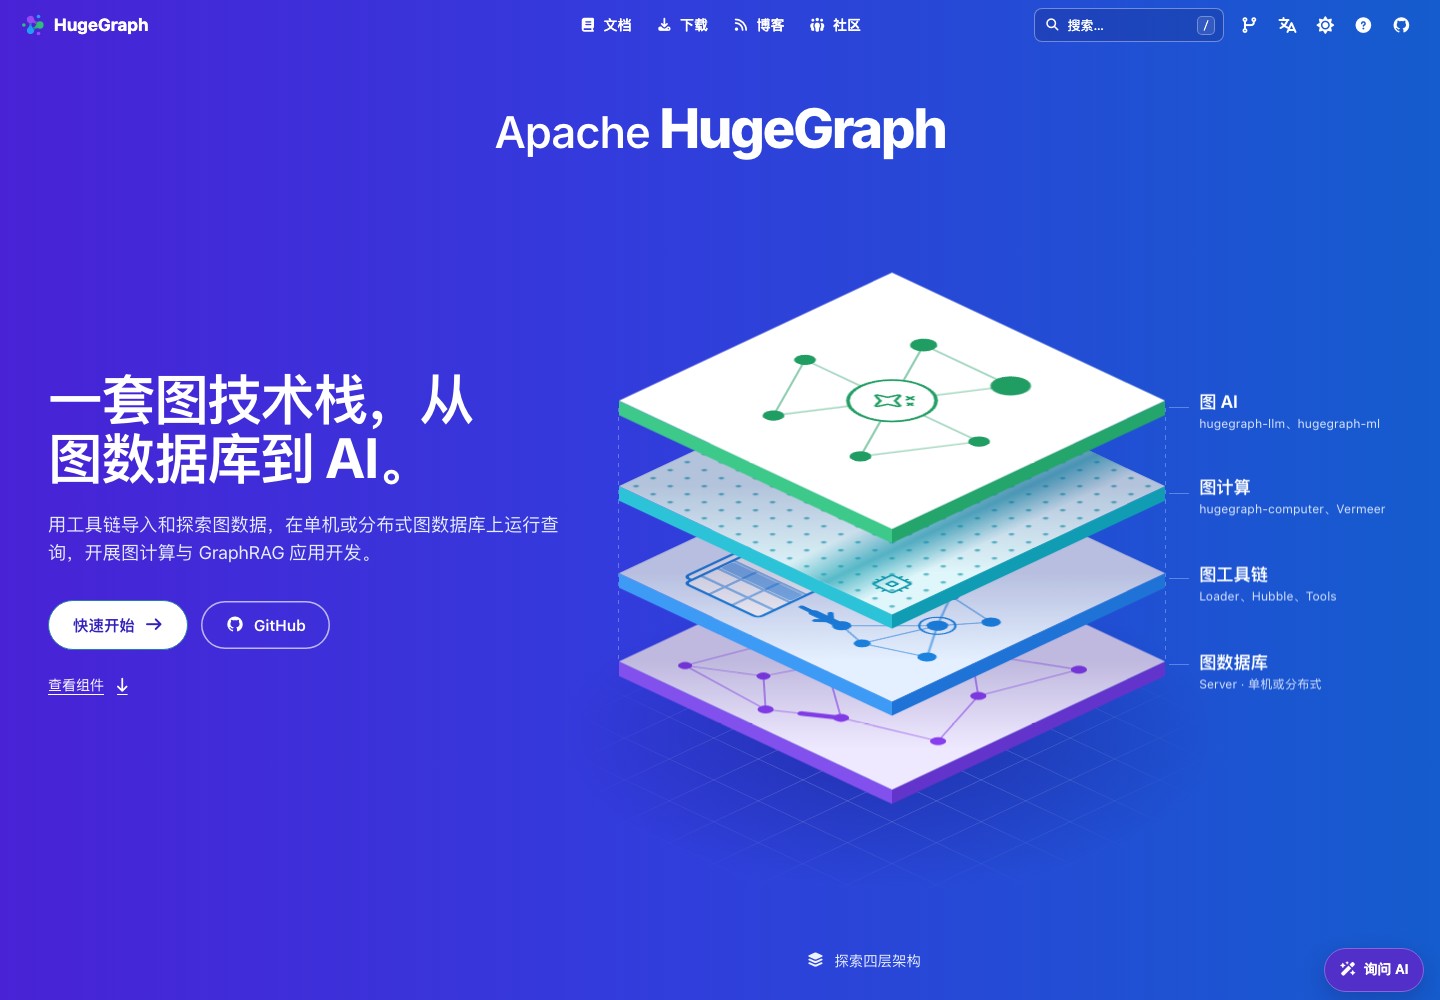 HugeGraph
文档
下载
博客
社区
搜索...
/
Apache HugeGraph
一套图技术栈，从
图数据库到 AI。
用工具链导入和探索图数据，在单机或分布式图数据库上运行查
询，开展图计算与 GraphRAG 应用开发。
快速开始
GitHub
查看组件
图 AI
hugegraph-llm、hugegraph-ml
图计算
hugegraph-computer、Vermeer
图工具链
Loader、Hubble、Tools
图数据库
Server · 单机或分布式
探索四层架构
询问 AI